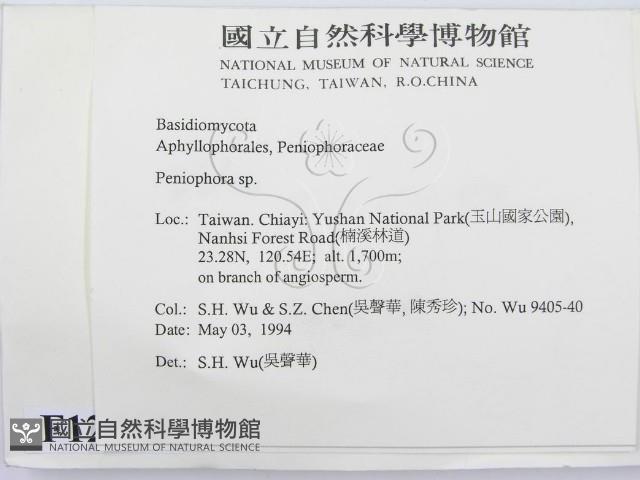 國立自然科學博物館
NATIONAL MUSEUM OF NATURAL SCIENCE
TAICHUNG, TAIWAN, R.O.CHINA
Basidiomycota
Aphyllophorales, Peniophoraceae
Peniophora sp.
Loc.: Taiwan. Chiayi: Yushan National Park(玉山國家公園),
Nanhsi Forest Road(楠溪林道)
23.28N, 120.54E; alt. 1,700m;
on branch of angiosperm.
Col.: S.H. Wu & S.Z. Chen(吳聲華, 陳秀珍); No. Wu 9405-40
Date: May 03, 1994
Det.: S.H. Wu(吳聲華)
國立自然科學博物館
NATIONAL MUSEUM OF NATURAL SCIENCE